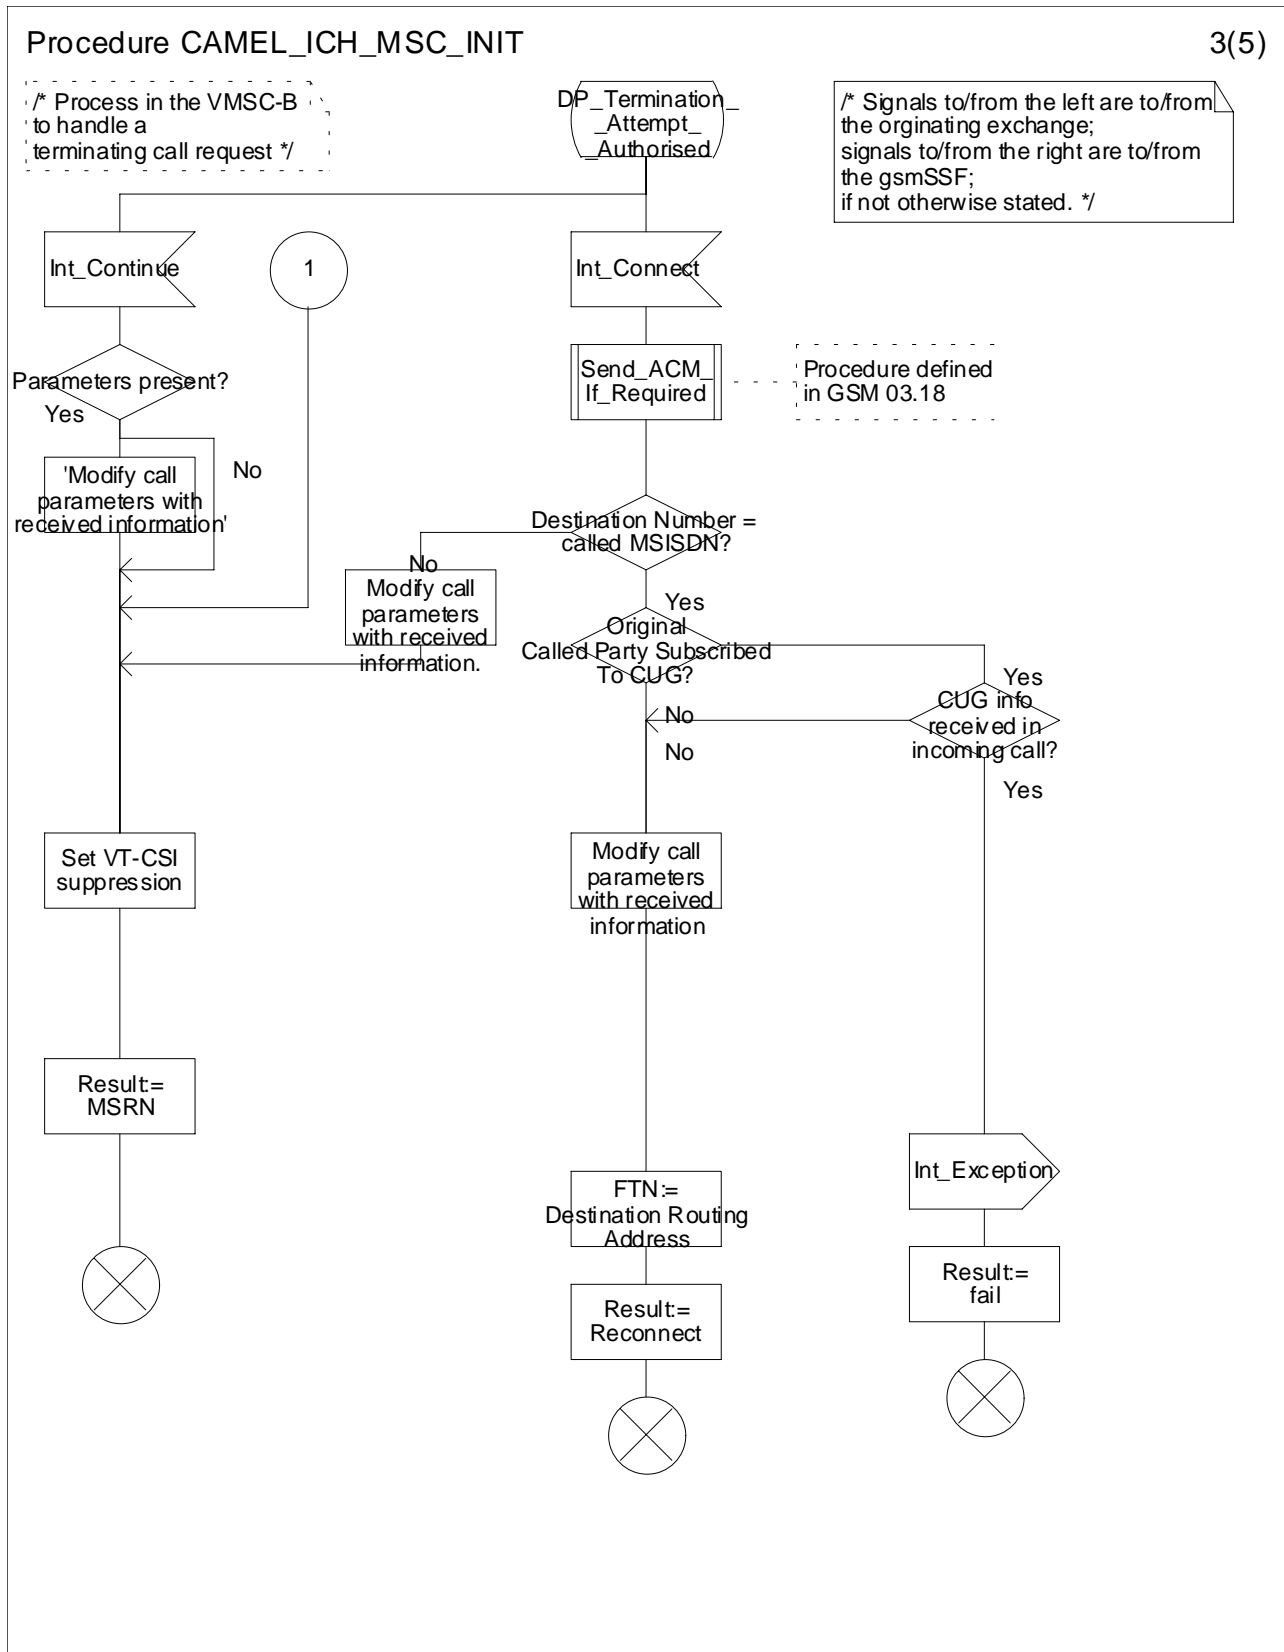 Procedure CAMEL_ICH_MSC_INIT
3(5)
/* Process in the VMSC-B
to handle a
terminating call request */
DP_Termination_
_Attempt_
_Authorised
/* Signals to/from the left are to/from
the orginating exchange;
signals to/from the right are to/from
the gsmSSF;
if not otherwise stated. */
Int_Continue
1
Int_Connect
Parameters present?
Yes
Send_ACM_
If_Required
Procedure defined
in GSM 03.18
'Modify call
parameters with
received information'
No
Destination Number =
called MSISDN?
No
Modify call
parameters
with received
information.
Yes
Original
Called Party Subscribed
To CUG?
Yes
CUG info
received in
incoming call?
No
No
Yes
Set VT-CSI
suppression
Modify call
parameters
with received
information
Result:=
MSRN
Int_Exception
FTN:=
Destination Routing
Address
Result:=
fail
Result:=
Reconnect